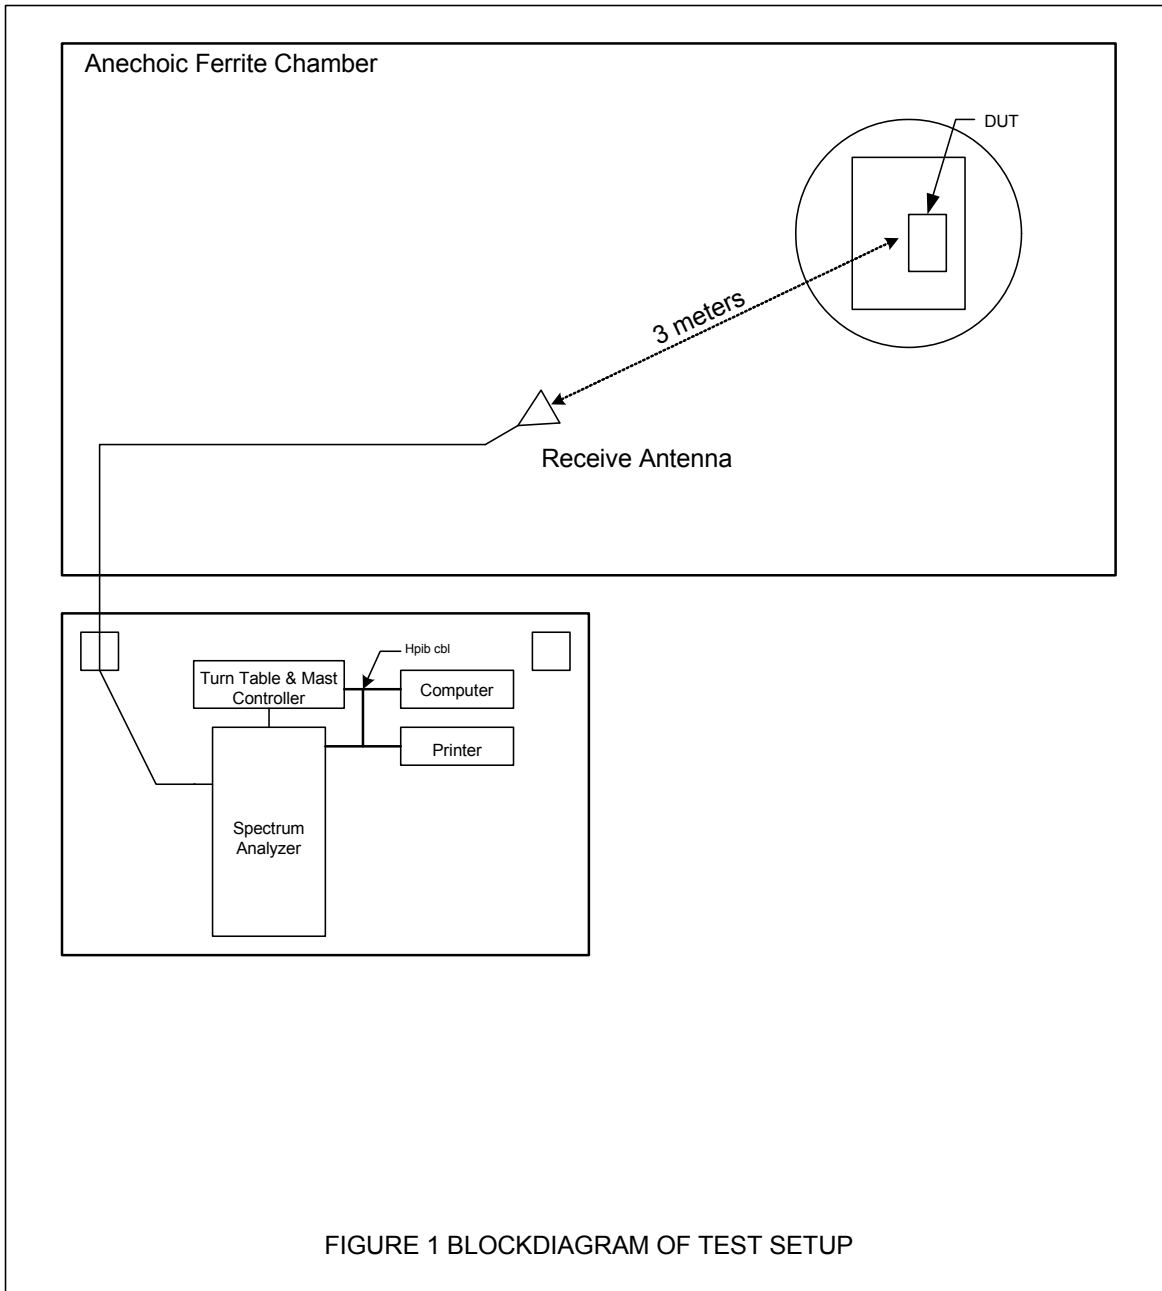 Anechoic Ferrite Chamber
DUT
3 meters
Receive Antenna
Hpib cbl
Turn Table & Mast
Controller
Computer
Printer
Spectrum
Analyzer
FIGURE 1 BLOCKDIAGRAM OF TEST SETUP